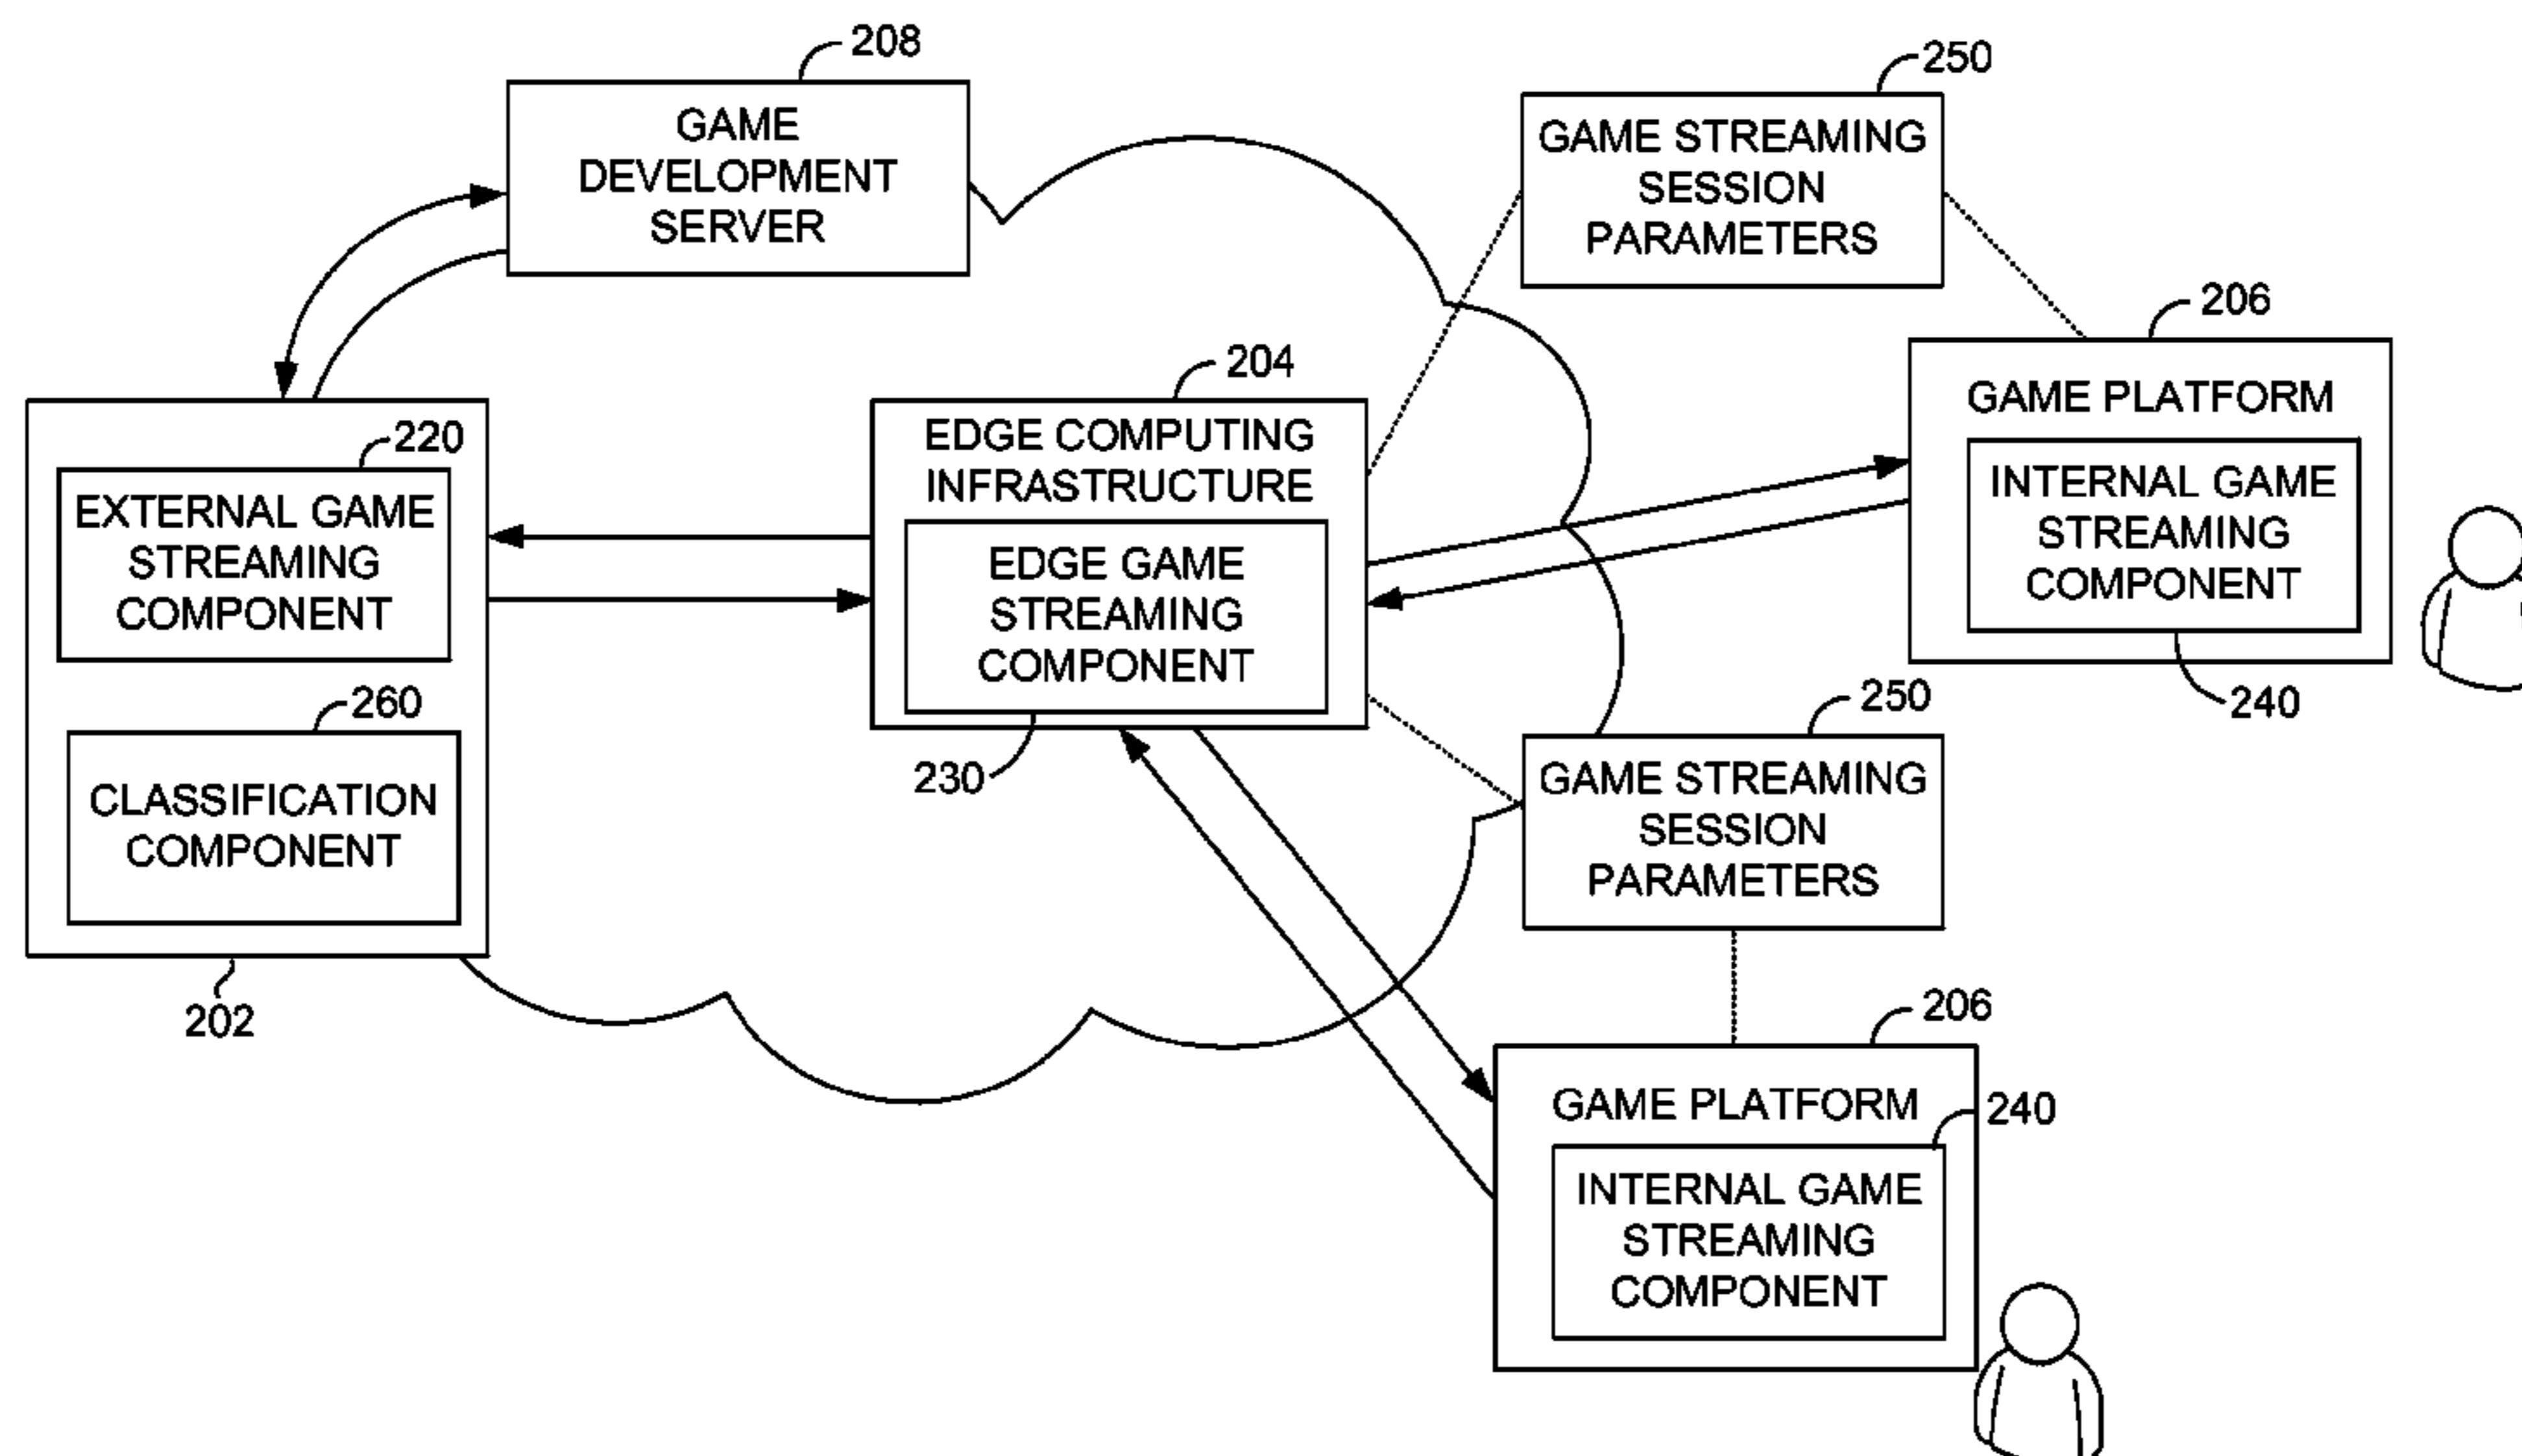 208
GAME
DEVELOPMENT
SERVER
250
GAME STREAMING
SESSION
PARAMETERS
206
GAME PLATFORM
INTERNAL GAME
STREAMING
COMPONENT
240
204
EDGE COMPUTING
INFRASTRUCTURE
EDGE GAME
STREAMING
COMPONENT
230
220
EXTERNAL GAME
STREAMING
COMPONENT
260
CLASSIFICATION
COMPONENT
202
250
GAME STREAMING
SESSION
PARAMETERS
206
GAME PLATFORM
240
INTERNAL GAME
STREAMING
COMPONENT